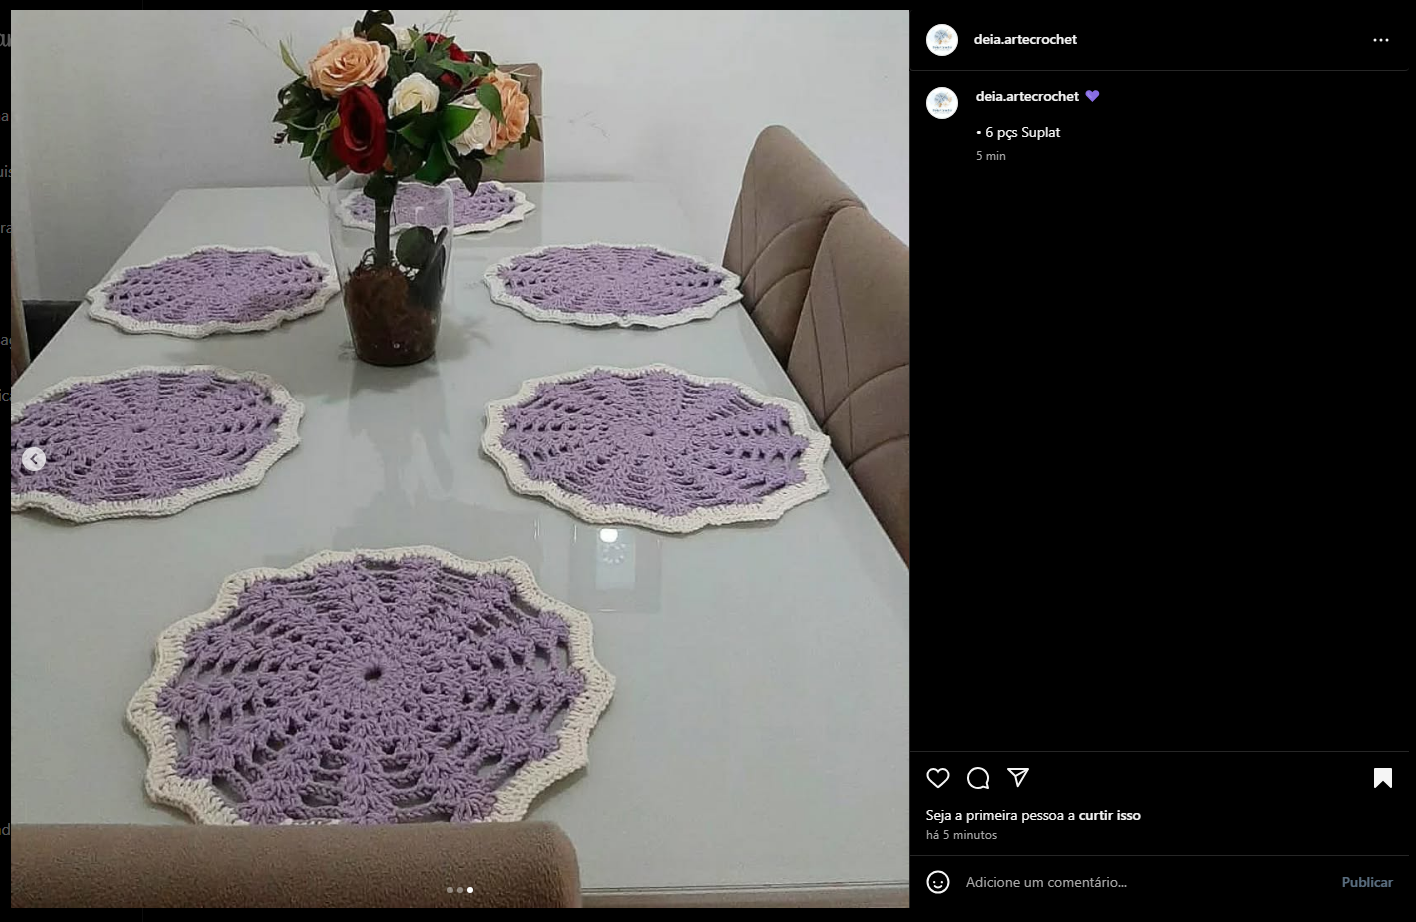 deia.artecrochet
deia.artecrochet 💜
• 6 pçs Suplat
5 min
Seja a primeira pessoa a curtir isso
há 5 minutos
Adicione um comentário...
Publicar